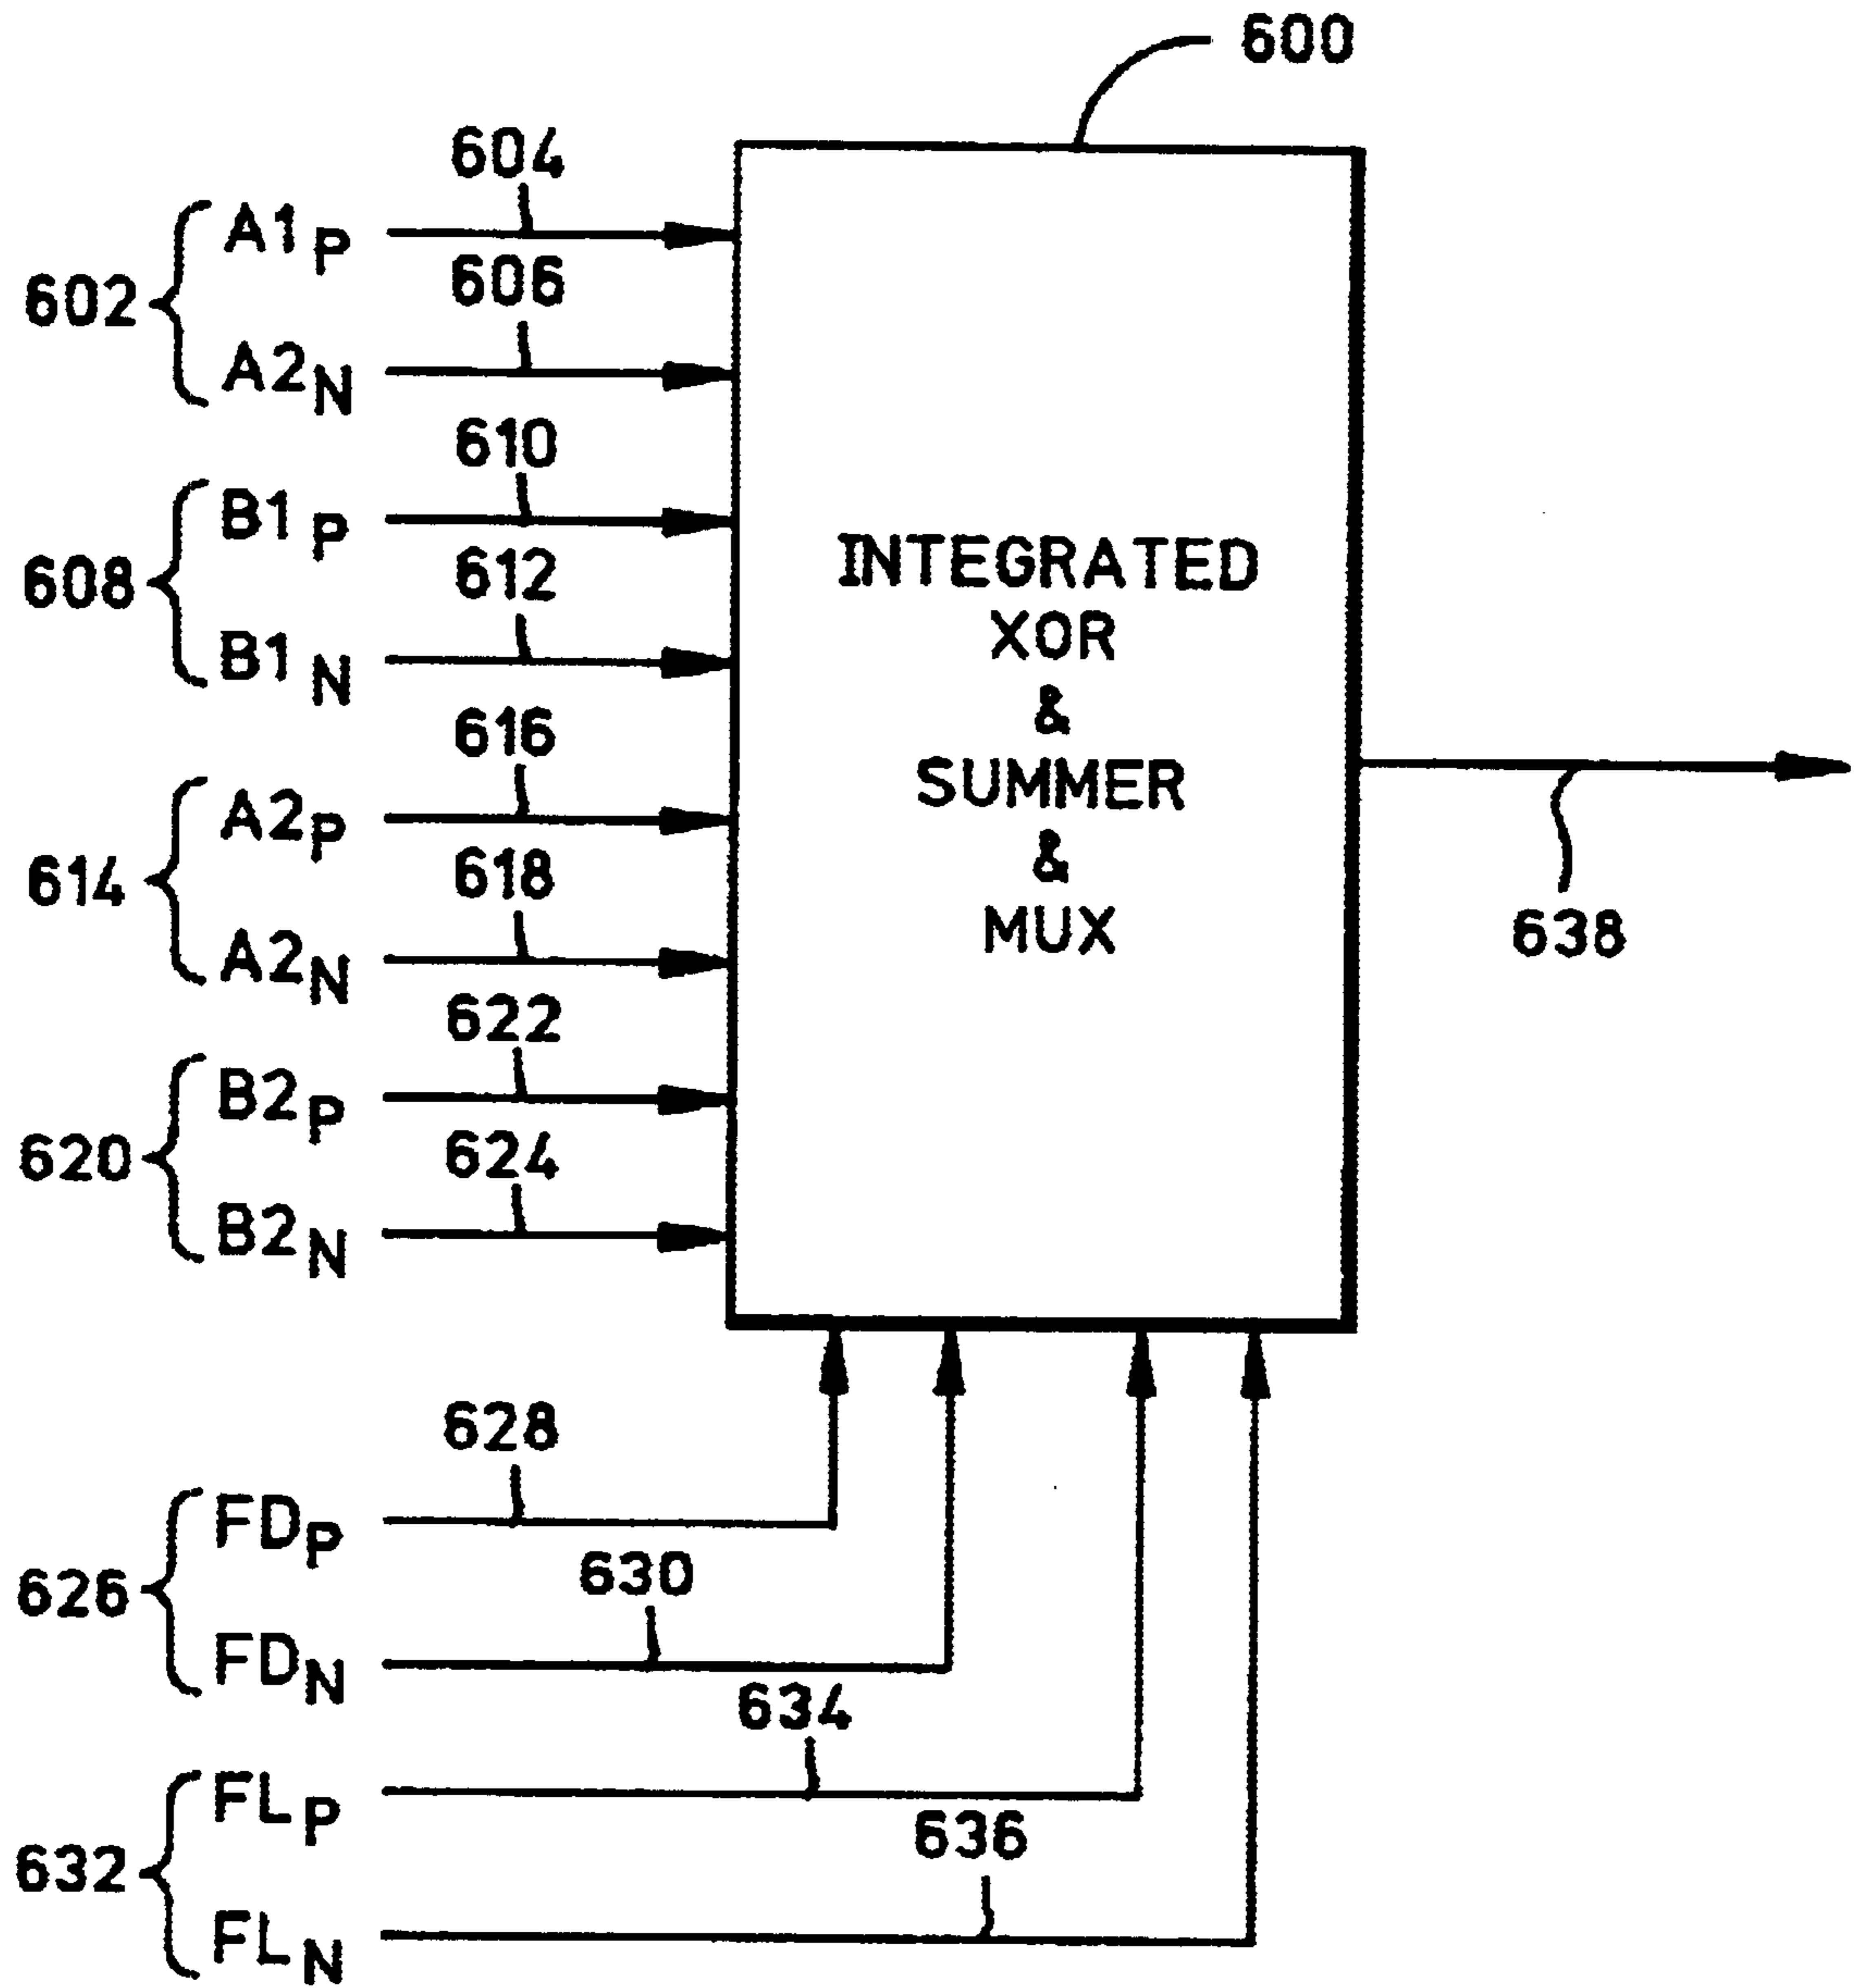 600
604
A1P
606
602
A2N
610
B1P
612
608
B1N
616
A2P
618
614
A2N
622
B2P
624
620
B2N
INTEGRATED
XOR
&
SUMMER
&
MUX
638
628
FDP
630
626
FDN
634
FLP
636
632
FLN